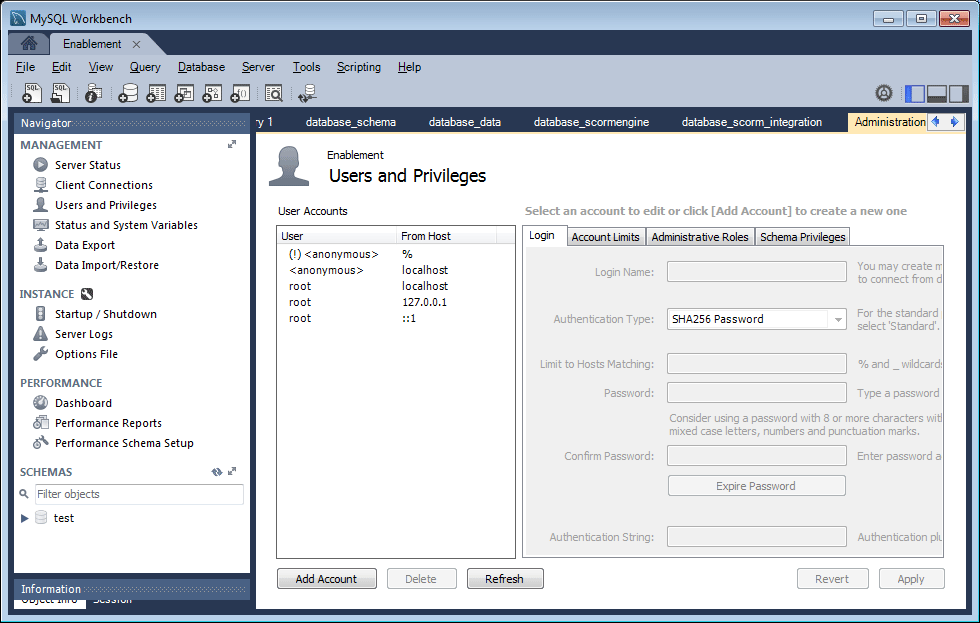 MySQL Workbench
Enablement
File Edit View Query Database Server Tools Scripting Help
Navigator
MANAGEMENT
Server Status
Client Connections
Users and Privileges
Status and System Variables
Data Export
Data Import/Restore
INSTANCE
Startup / Shutdown
Server Logs
Options File
PERFORMANCE
Dashboard
Performance Reports
Performance Schema Setup
SCHEMAS
Filter objects
test
Information
Object Info Session
ry 1 database_schema database_data database_scormengine database_scorm_integration Administration
Enablement
Users and Privileges
User Accounts
User From Host
(!) <anonymous> %
<anonymous> localhost
root localhost
root 127.0.0.1
root ::1
Add Account Delete Refresh
Select an account to edit or click [Add Account] to create a new one
Login Account Limits Administrative Roles Schema Privileges
Login Name: You may create m
to connect from d
Authentication Type: SHA256 Password For the standard
select 'Standard'.
Limit to Hosts Matching: % and _ wildcards
Password: Type a password
Consider using a password with 8 or more characters with
mixed case letters, numbers and punctuation marks.
Confirm Password: Enter password a
Expire Password
Authentication String: Authentication plu
Revert Apply